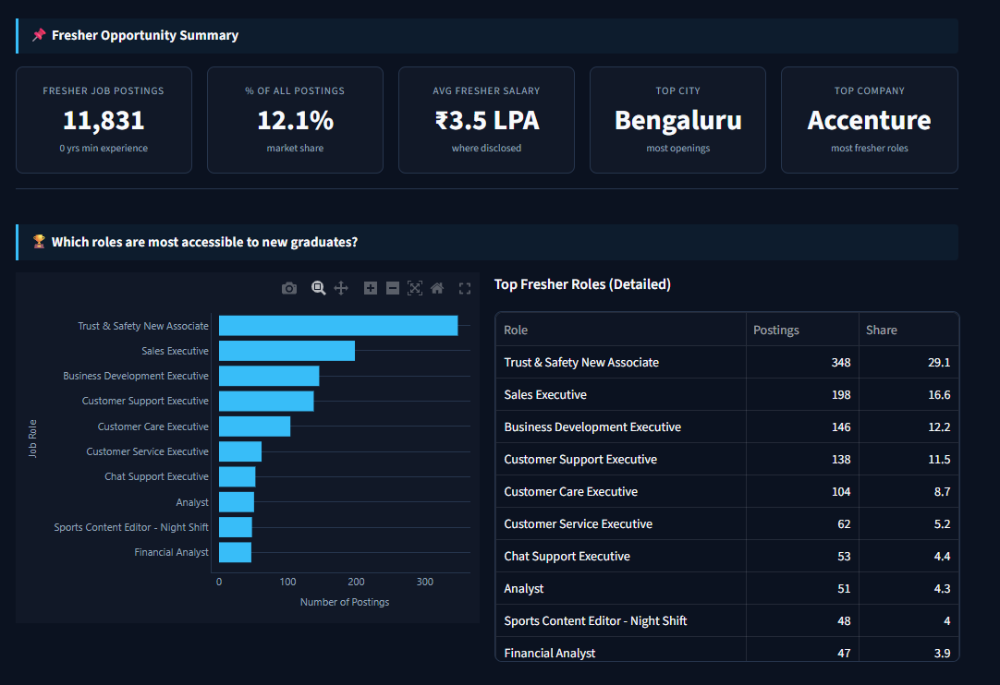 📌 Fresher Opportunity Summary
FRESHER JOB POSTINGS
11,831
0 yrs min experience
% OF ALL POSTINGS
12.1%
market share
AVG FRESHER SALARY
₹3.5 LPA
where disclosed
TOP CITY
Bengaluru
most openings
TOP COMPANY
Accenture
most fresher roles
🏆 Which roles are most accessible to new graduates?
Job Role
Trust & Safety New Associate
Sales Executive
Business Development Executive
Customer Support Executive
Customer Care Executive
Customer Service Executive
Chat Support Executive
Analyst
Sports Content Editor - Night Shift
Financial Analyst
0 100 200 300
Number of Postings
Top Fresher Roles (Detailed)
Role Postings Share
Trust & Safety New Associate 348 29.1
Sales Executive 198 16.6
Business Development Executive 146 12.2
Customer Support Executive 138 11.5
Customer Care Executive 104 8.7
Customer Service Executive 62 5.2
Chat Support Executive 53 4.4
Analyst 51 4.3
Sports Content Editor - Night Shift 48 4
Financial Analyst 47 3.9